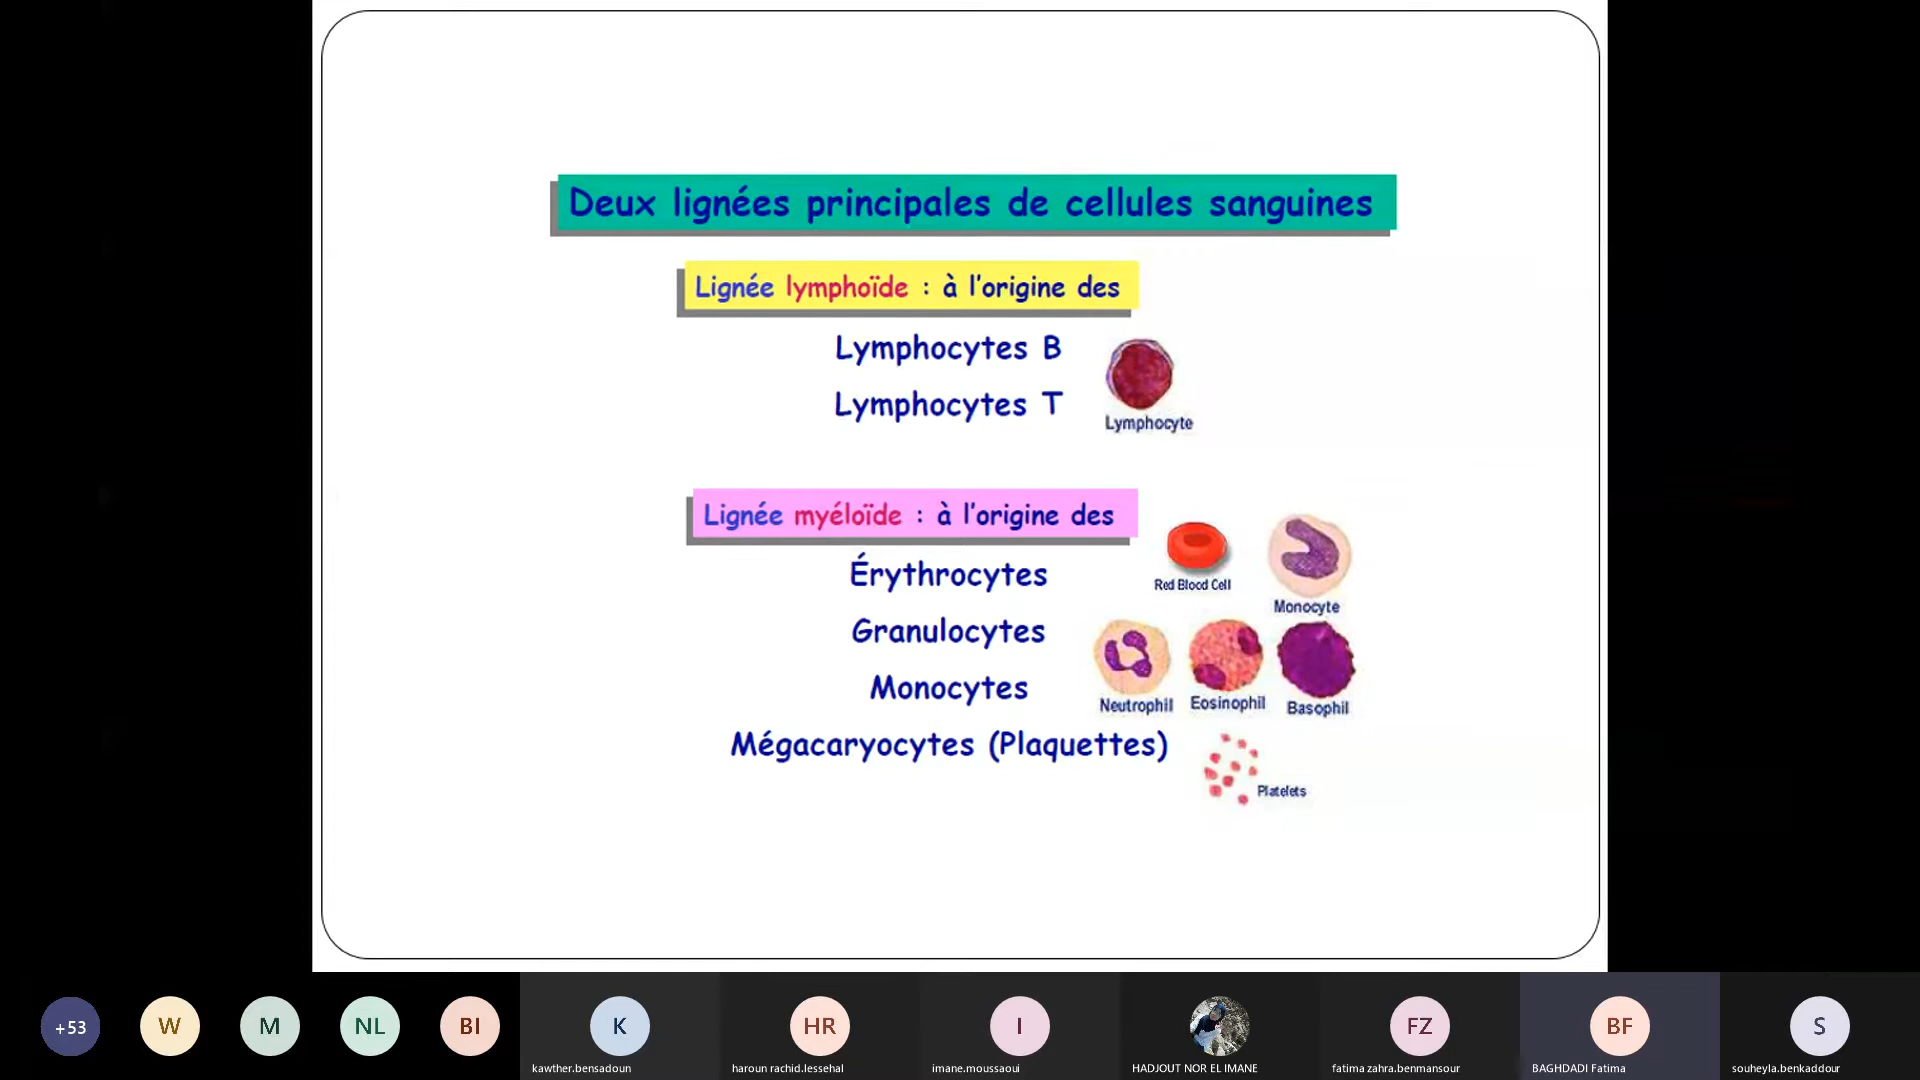 Deux lignées principales de cellules sanguines
Lignée lymphoïde : à l'origine des
Lymphocytes B
Lymphocytes T
Lymphocyte
Lignée myéloïde : à l'origine des
Érythrocytes
Red Blood Cell
Monocyte
Granulocytes
Monocytes
Neutrophil
Eosinophil
Basophil
Mégacaryocytes (Plaquettes)
Platelets
+53
W
M
NL
BI
K
HR
I
FZ
BF
S
kawther.bensadoun
haroun rachid.lessehal
imane.moussaoui
HADJOUT NOR EL IMANE
fatima zahra.benmansour
BAGHDADI Fatima
souheyla.benkaddour